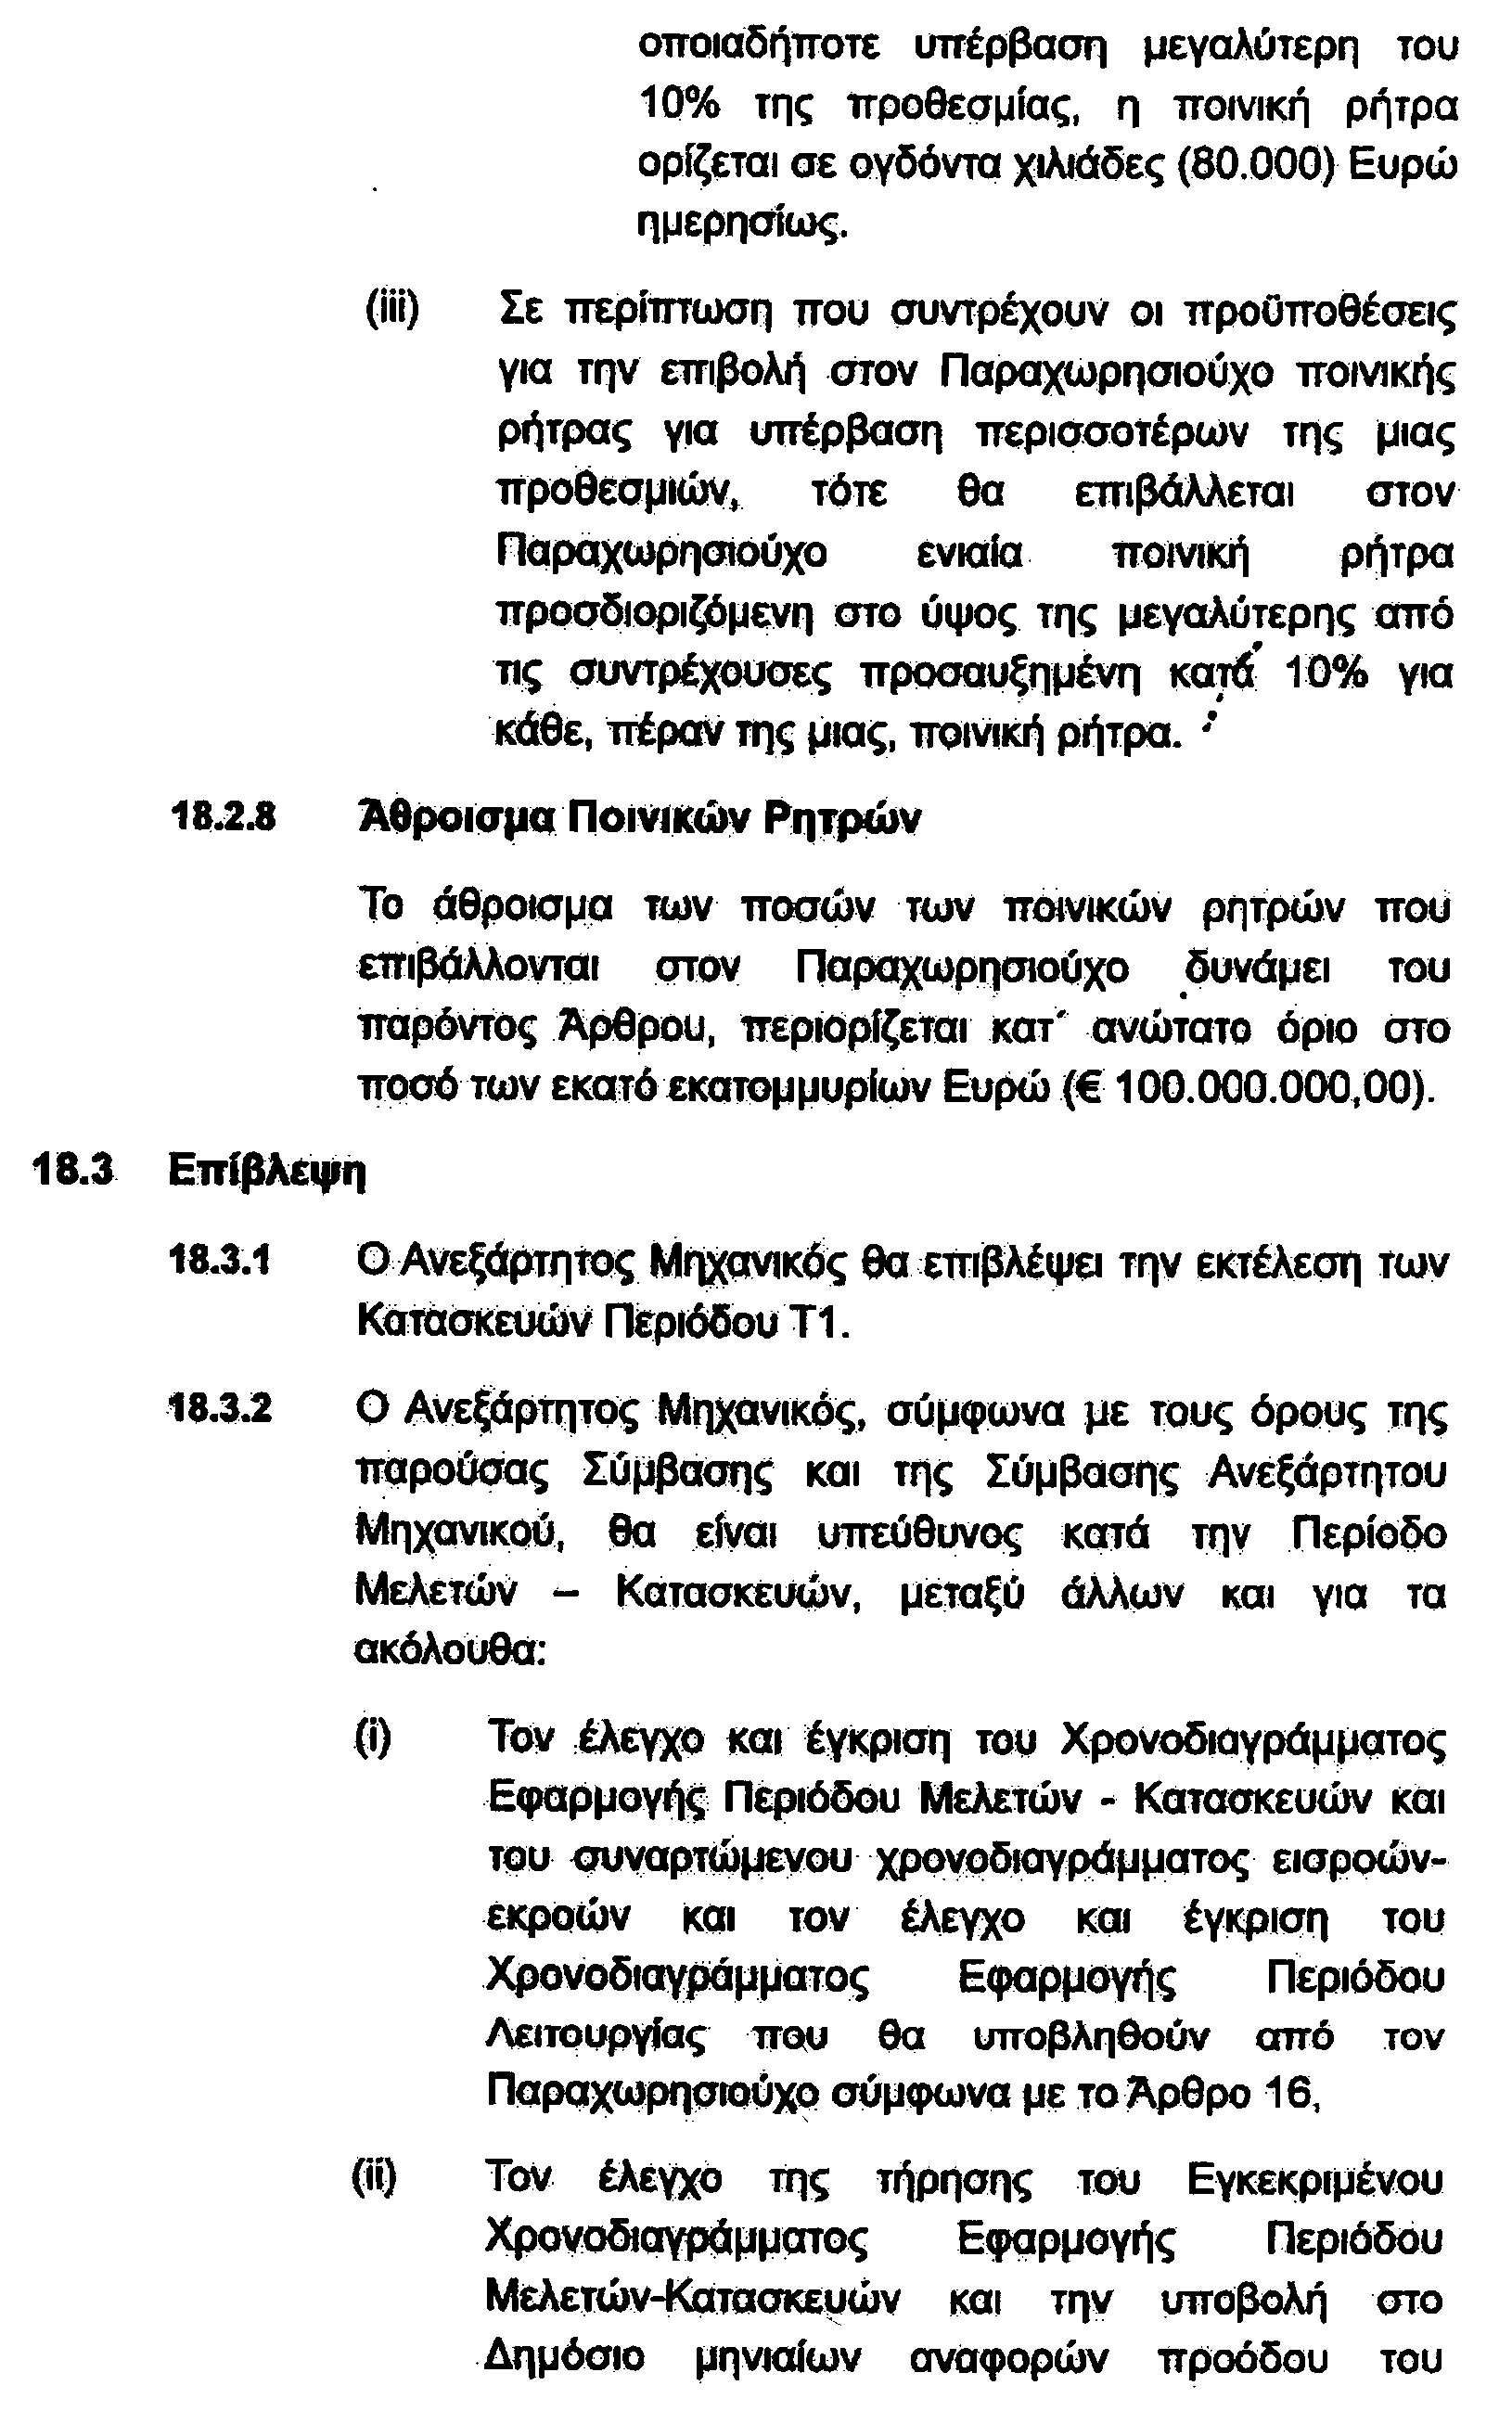 οποιαδήποτε υπέρβαση μεγαλύτερη του
10% της προθεσμίας, η ποινική ρήτρα
ορίζεται σε ογδόντα χιλιάδες (80.000) Ευρώ
ημερησίως.
(iii) Σε περίπτωση που συντρέχουν οι προϋποθέσεις
για την επιβολή στον Παραχωρησιούχο ποινικής
ρήτρας για υπέρβαση περισσοτέρων της μιας
προθεσμιών, τότε θα επιβάλλεται στον
Παραχωρησιούχο ενιαία ποινική ρήτρα
προσδιοριζόμενη στο ύψος της μεγαλύτερης από
τις συντρέχουσες προσαυξημένη κατά 10% για
κάθε, πέραν της μιας, ποινική ρήτρα.
18.2.8 Άθροισμα Ποινικών Ρητρών
Το άθροισμα των ποσών των ποινικών ρητρών που
επιβάλλονται στον Παραχωρησιούχο δυνάμει του
παρόντος Άρθρου, περιορίζεται κατ΄ ανώτατο όριο στο
ποσό των εκατό εκατομμυρίων Ευρώ (€ 100.000.000,00).
18.3 Επίβλεψη
18.3.1 Ο Ανεξάρτητος Μηχανικός θα επιβλέψει την εκτέλεση των
Κατασκευών Περιόδου Τ1.
18.3.2 Ο Ανεξάρτητος Μηχανικός, σύμφωνα με τους όρους της
παρούσας Σύμβασης και της Σύμβασης Ανεξάρτητου
Μηχανικού, θα είναι υπεύθυνος κατά την Περίοδο
Μελετών – Κατασκευών, μεταξύ άλλων και για τα
ακόλουθα:
(i) Τον έλεγχο και έγκριση του Χρονοδιαγράμματος
Εφαρμογής Περιόδου Μελετών - Κατασκευών και
του συναρτώμενου χρονοδιαγράμματος εισροών-
εκροών και τον έλεγχο και έγκριση του
Χρονοδιαγράμματος Εφαρμογής Περιόδου
Λειτουργίας που θα υποβληθούν από τον
Παραχωρησιούχο σύμφωνα με το Άρθρο 16,
(ii) Τον έλεγχο της τήρησης του Εγκεκριμένου
Χρονοδιαγράμματος Εφαρμογής Περιόδου
Μελετών-Κατασκευών και την υποβολή στο
Δημόσιο μηνιαίων αναφορών προόδου του